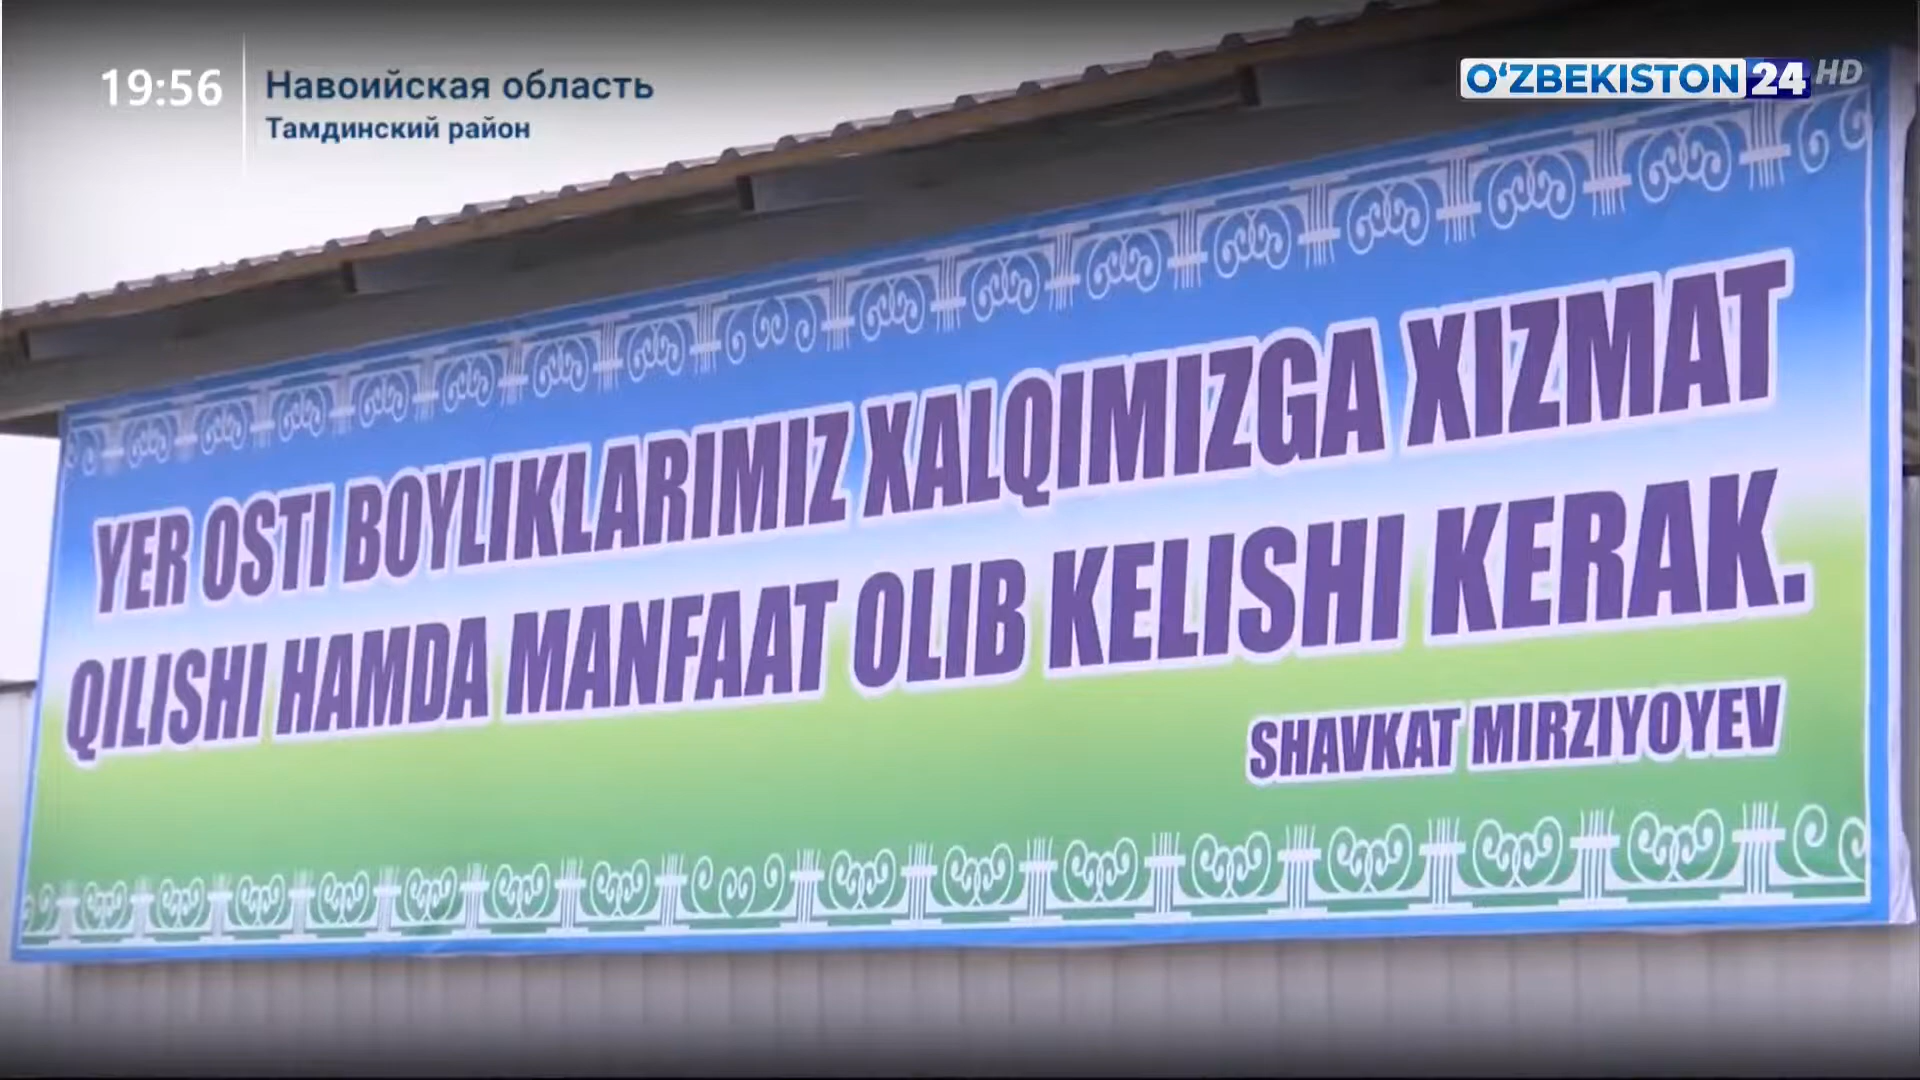 19:56
Навоийская область
Тамдинский район
O‘ZBEKISTON 24 HD
YER OSTI BOYLIKLARIMIZ XALQIMIZGA XIZMAT
QILISHI HAMDA MANFAAT OLIB KELISHI KERAK.
SHAVKAT MIRZIYOYEV